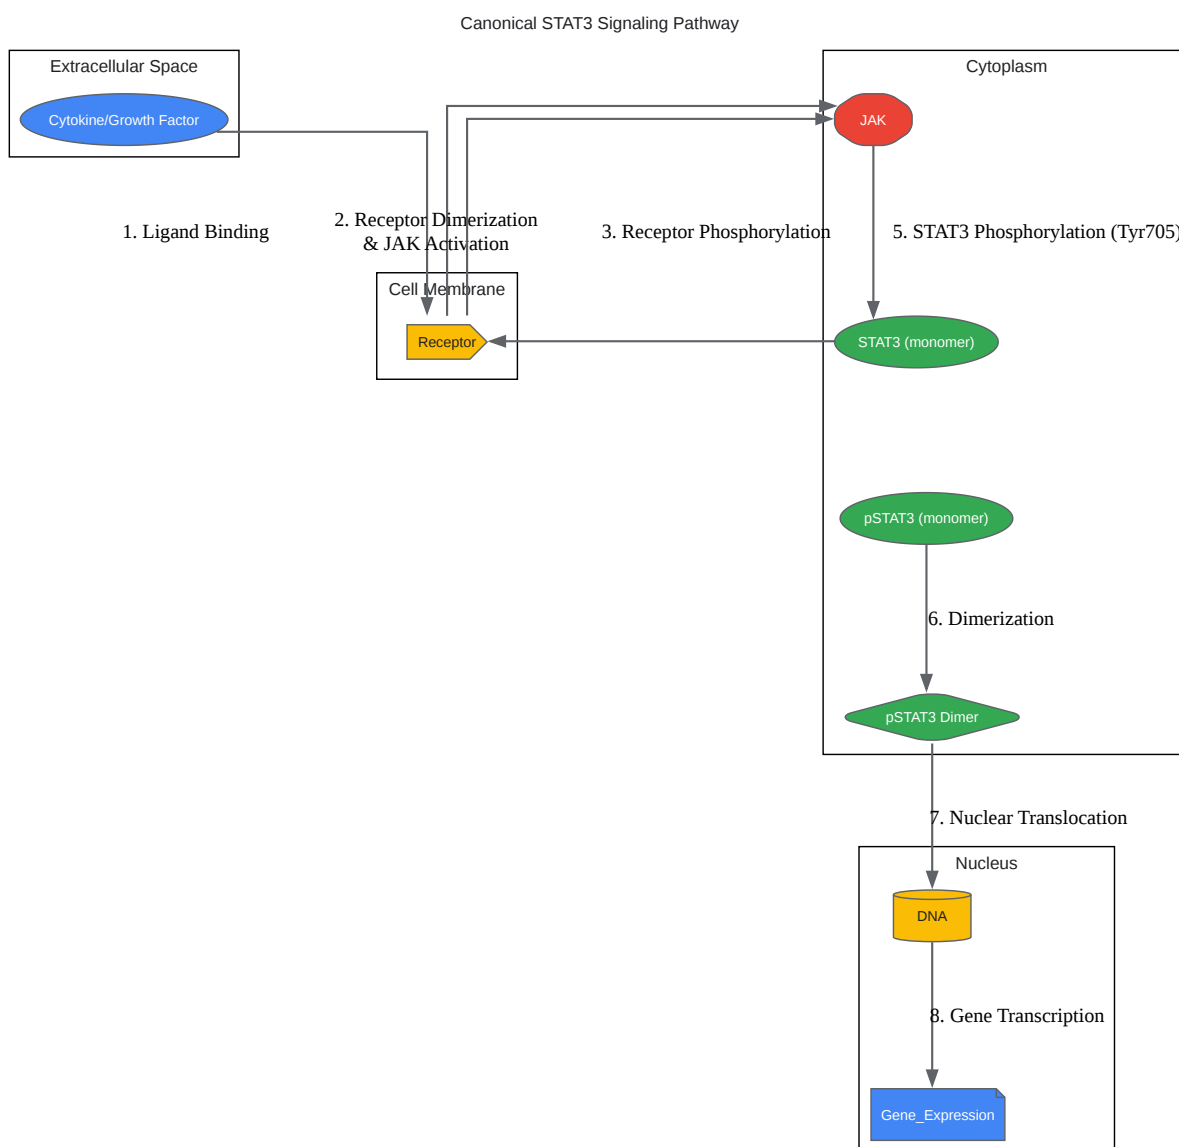 Canonical STAT3 Signaling Pathway
Extracellular Space
Cytoplasm
Cytokine/Growth Factor
JAK
1. Ligand Binding
2. Receptor Dimerization
& JAK Activation
3. Receptor Phosphorylation
5. STAT3 Phosphorylation (Tyr705)
Cell Membrane
Receptor
STAT3 (monomer)
pSTAT3 (monomer)
6. Dimerization
pSTAT3 Dimer
7. Nuclear Translocation
Nucleus
DNA
8. Gene Transcription
Gene_Expression